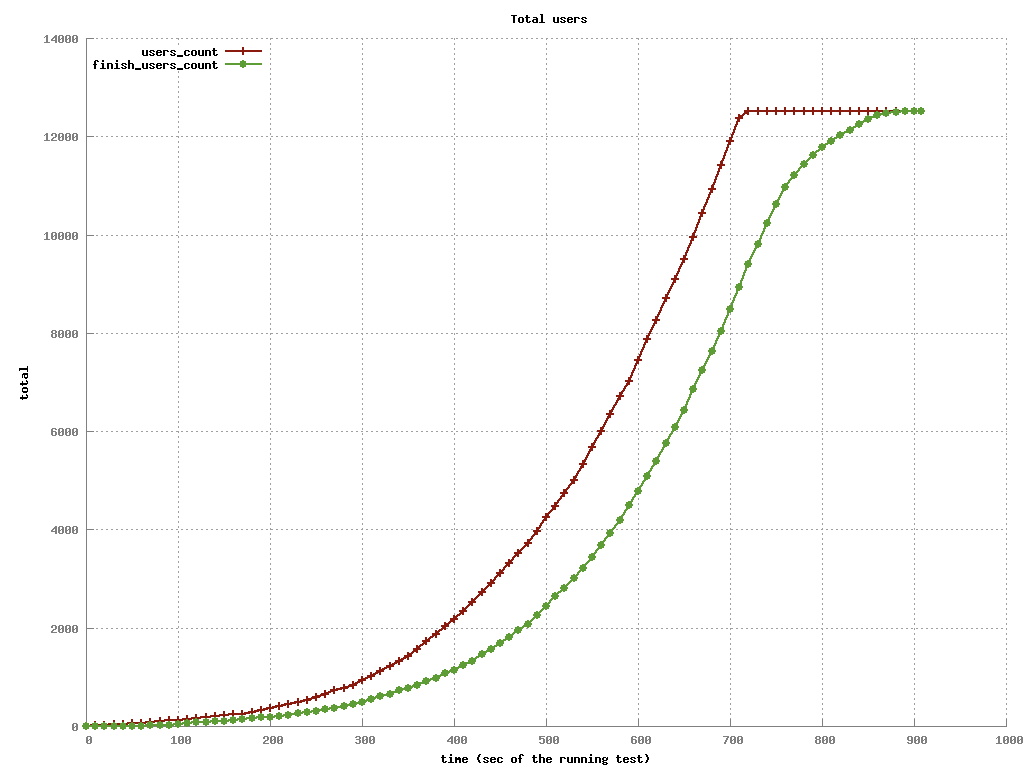 Total users
users_count
finish_users_count
14000
12000
10000
8000
6000
4000
2000
0
total
0 100 200 300 400 500 600 700 800 900 1000
time (sec of the running test)